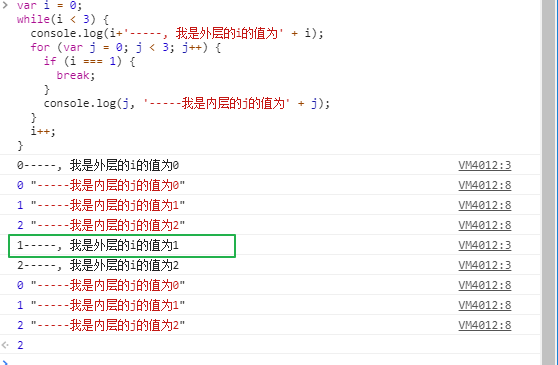 var i = 0;
while(i < 3) {
  console.log(i+'-----, 我是外层的i的值为' + i);
  for (var j = 0; j < 3; j++) {
    if (i === 1) {
      break;
    }
    console.log(j, '-----我是内层的j的值为' + j);
  }
  i++;
}
0-----, 我是外层的i的值为0 VM4012:3
0 "-----我是内层的j的值为0" VM4012:8
1 "-----我是内层的j的值为1" VM4012:8
2 "-----我是内层的j的值为2" VM4012:8
1-----, 我是外层的i的值为1 VM4012:3
2-----, 我是外层的i的值为2 VM4012:3
0 "-----我是内层的j的值为0" VM4012:8
1 "-----我是内层的j的值为1" VM4012:8
2 "-----我是内层的j的值为2" VM4012:8
2